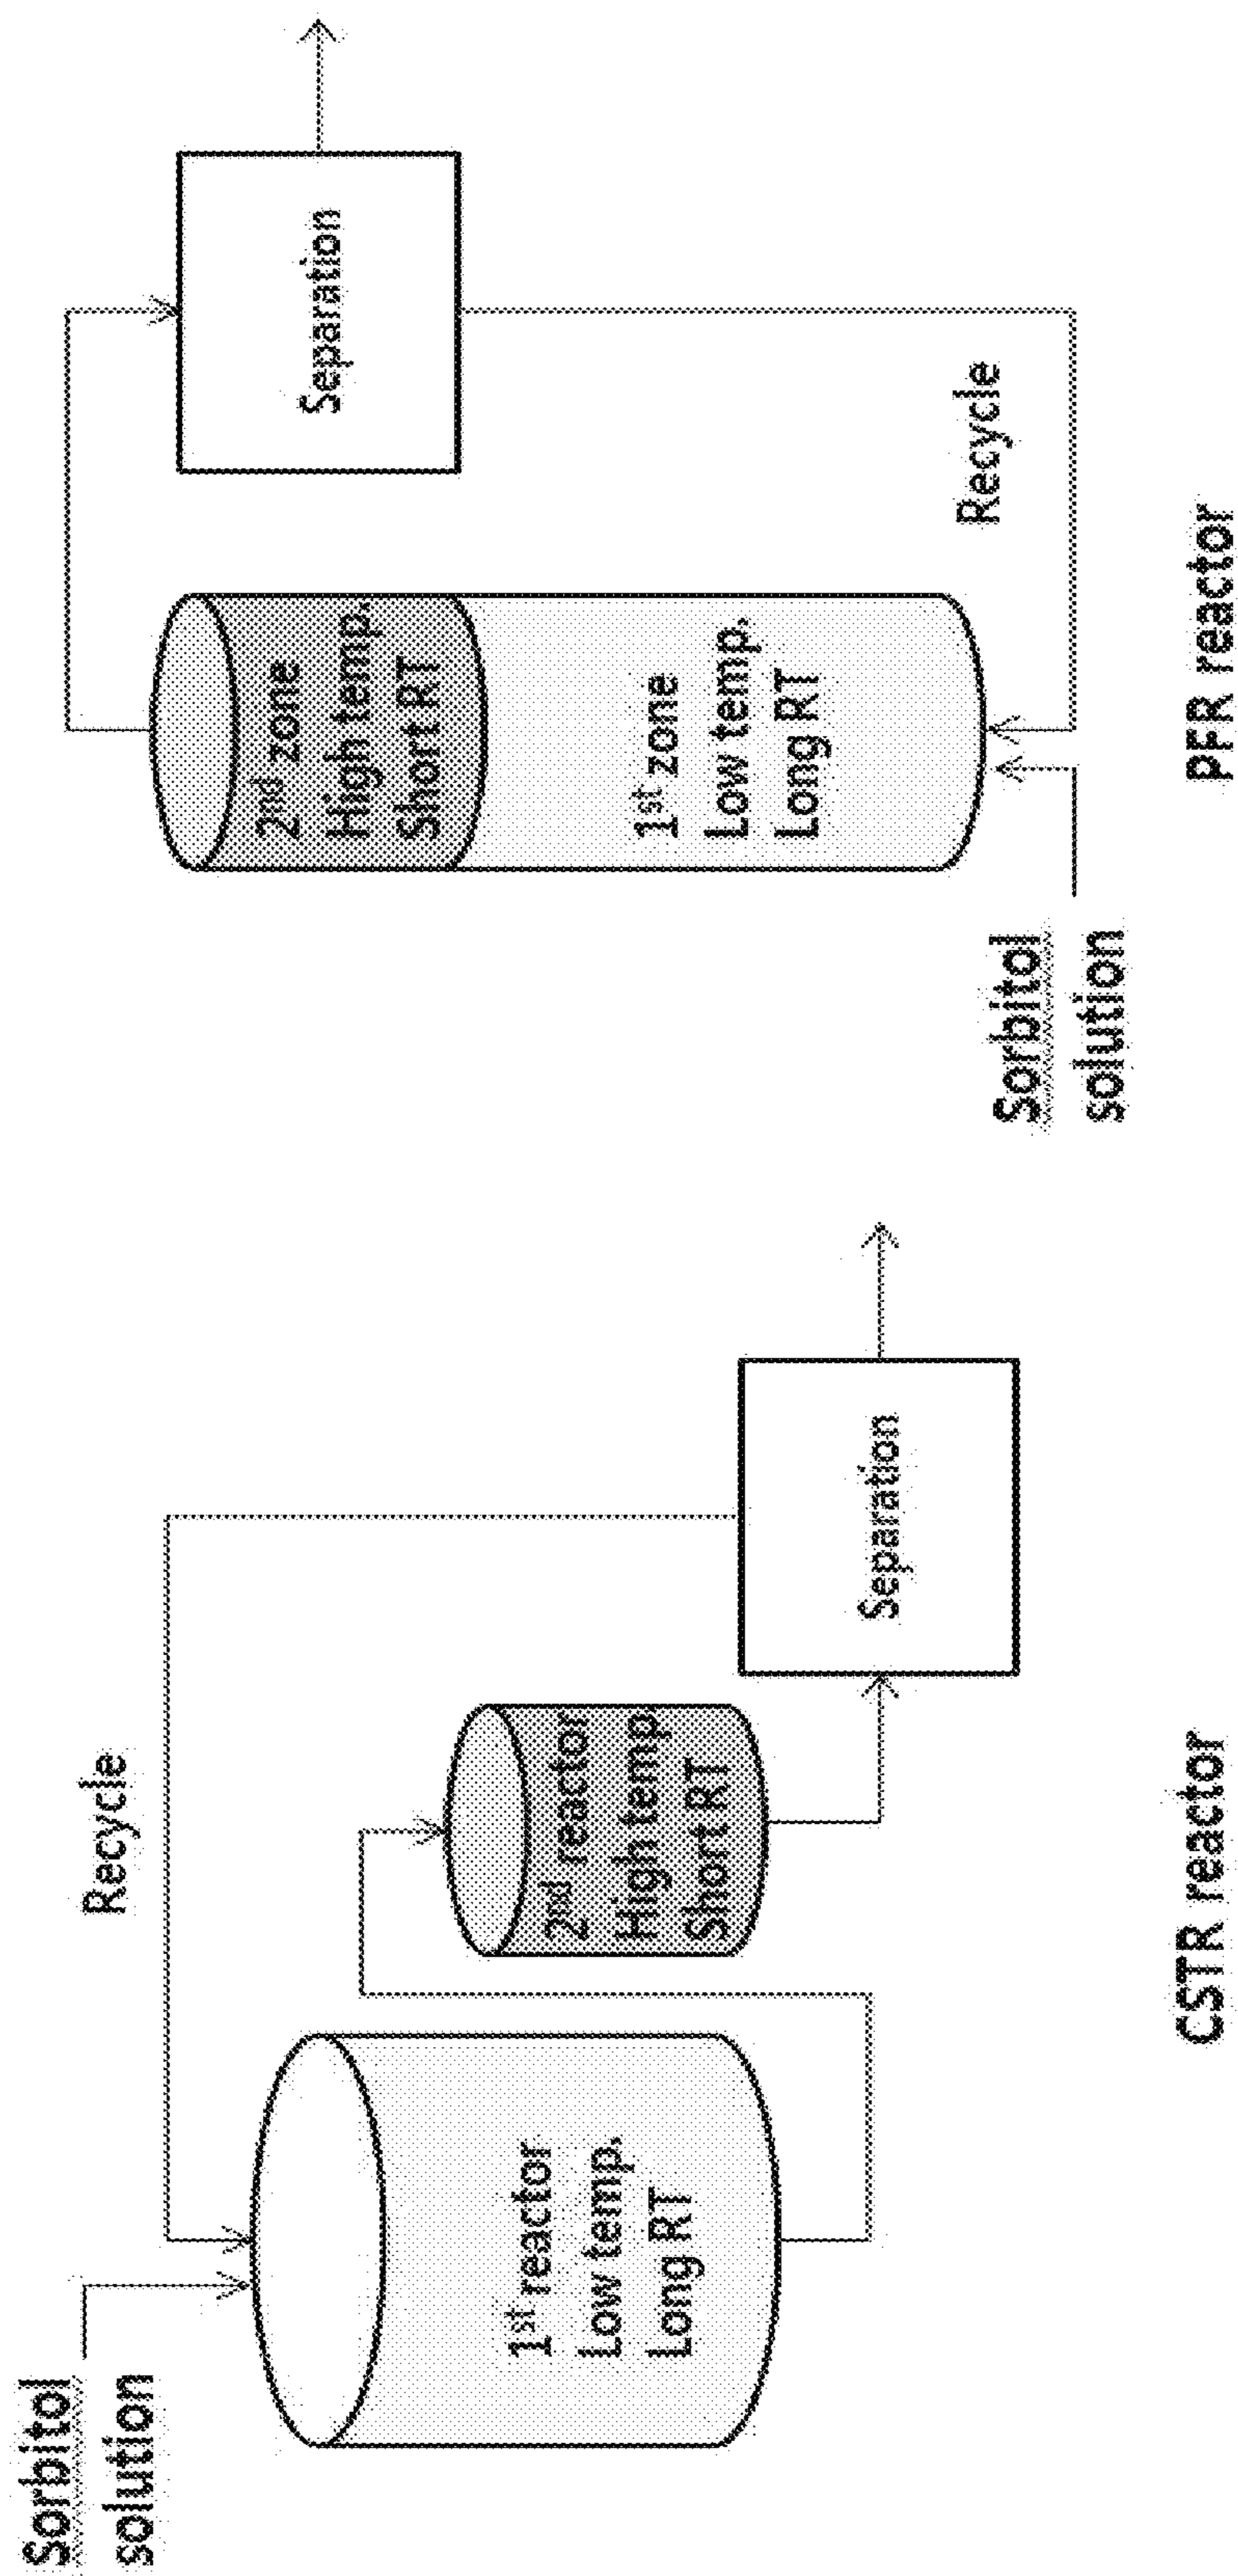 Sorbitol
solution
Recycle
1st reactor
Low temp.
Long RT
2nd reactor
High temp.
Short RT
Separation
CSTR reactor
Sorbitol
solution
2nd zone
High temp.
Short RT
1st zone
Low temp.
Long RT
Recycle
Separation
PFR reactor